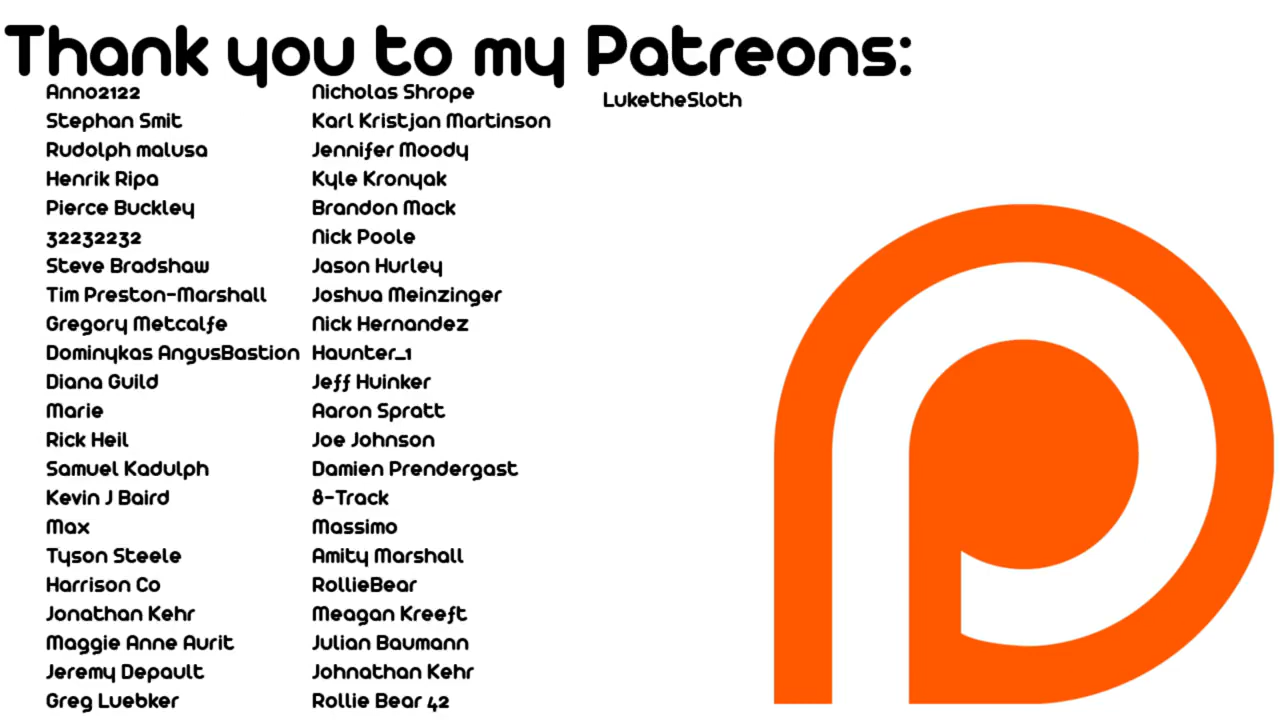 Thank you to my Patreons:
Anno2122
Stephan Smit
Rudolph malusa
Henrik Ripa
Pierce Buckley
32232232
Steve Bradshaw
Tim Preston-Marshall
Gregory Metcalfe
Dominykas AngusBastion
Diana Guild
Marie
Rick Heil
Samuel Kadulph
Kevin J Baird
Max
Tyson Steele
Harrison Co
Jonathan Kehr
Maggie Anne Aurit
Jeremy Depault
Greg Luebker
Nicholas Shrope
Karl Kristjan Martinson
Jennifer Moody
Kyle Kronyak
Brandon Mack
Nick Poole
Jason Hurley
Joshua Meinzinger
Nick Hernandez
Haunter_1
Jeff Huinker
Aaron Spratt
Joe Johnson
Damien Prendergast
8-Track
Massimo
Amity Marshall
RollieBear
Meagan Kreeft
Julian Baumann
Johnathan Kehr
Rollie Bear 42
LuketheSloth